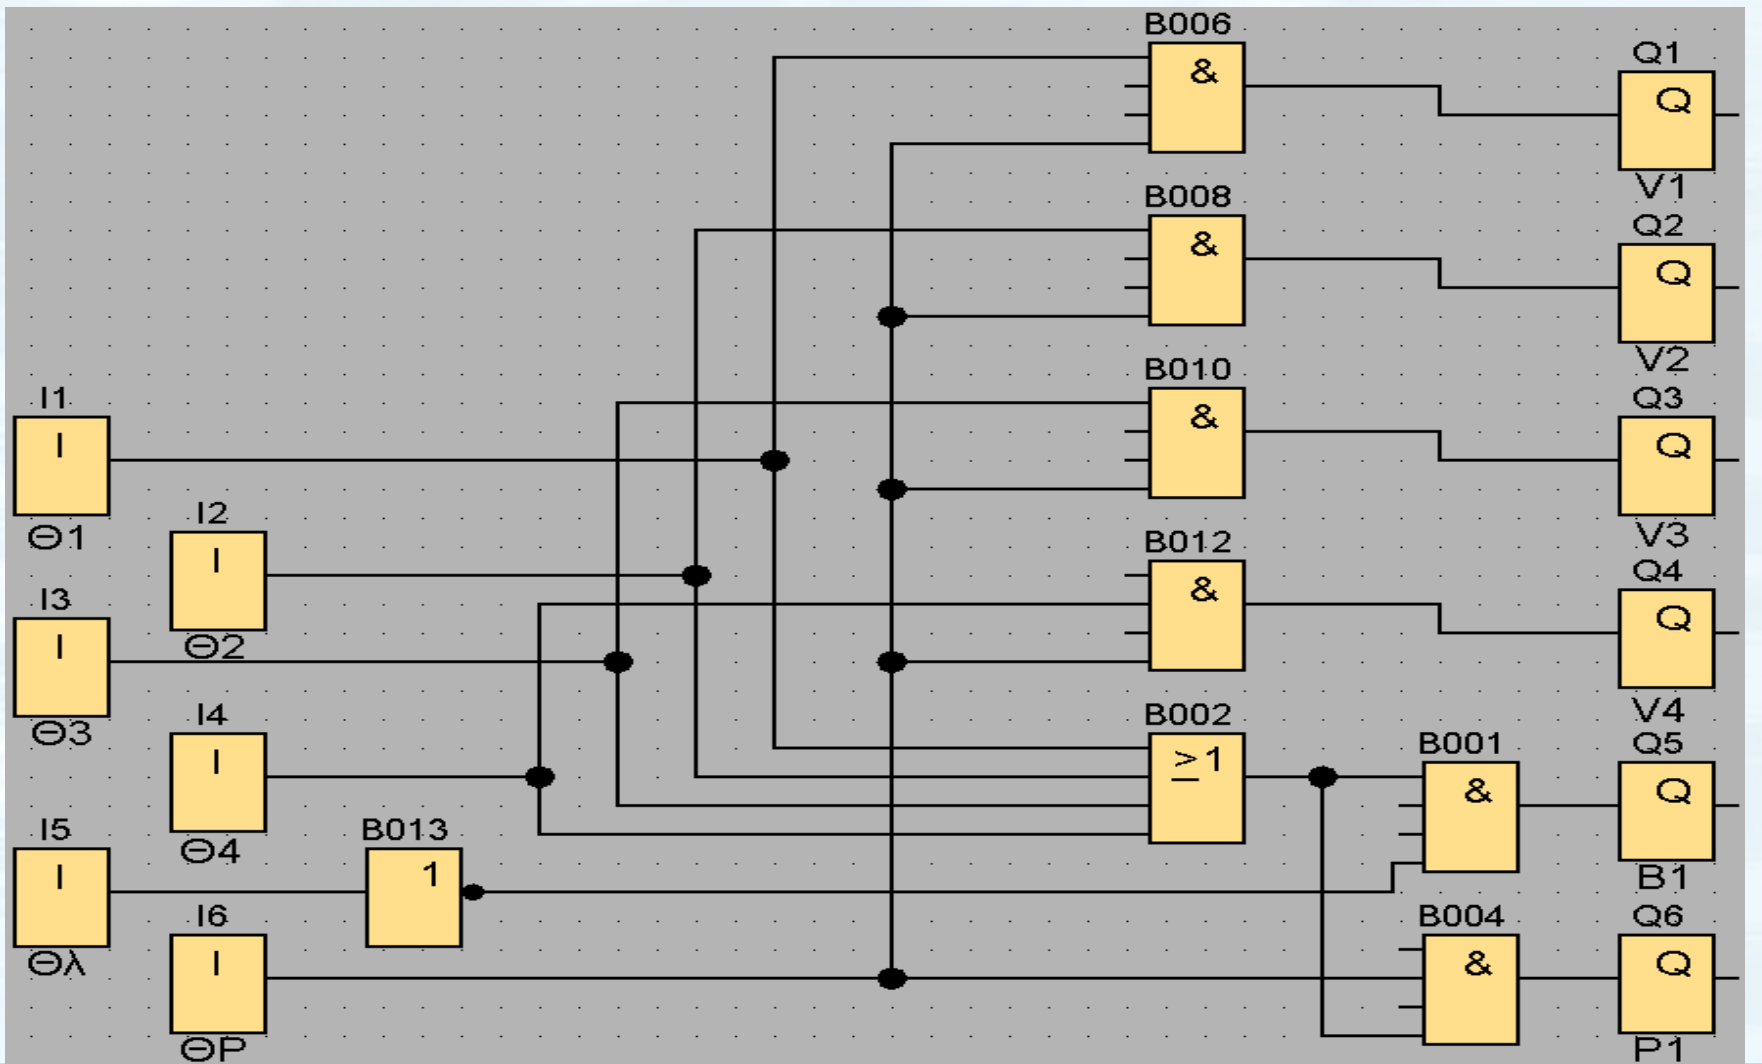 B006
&
Q1
Q
V1
B008
&
Q2
Q
V2
B010
&
Q3
Q
V3
I1
I
Θ1
I2
I
Θ2
B012
&
Q4
Q
V4
I3
I
Θ3
I4
I
Θ4
B002
≥1
B001
&
Q5
Q
B1
I5
I
Θλ
B013
1
I6
I
ΘP
B004
&
Q6
Q
P1